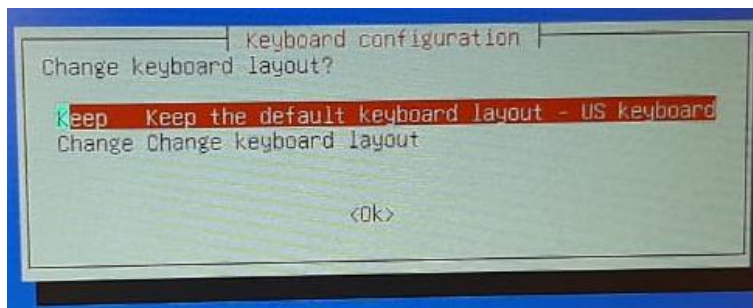 Keyboard configuration
Change keyboard layout?
Keep Keep the default keyboard layout - US keyboard
Change Change keyboard layout
<Ok>